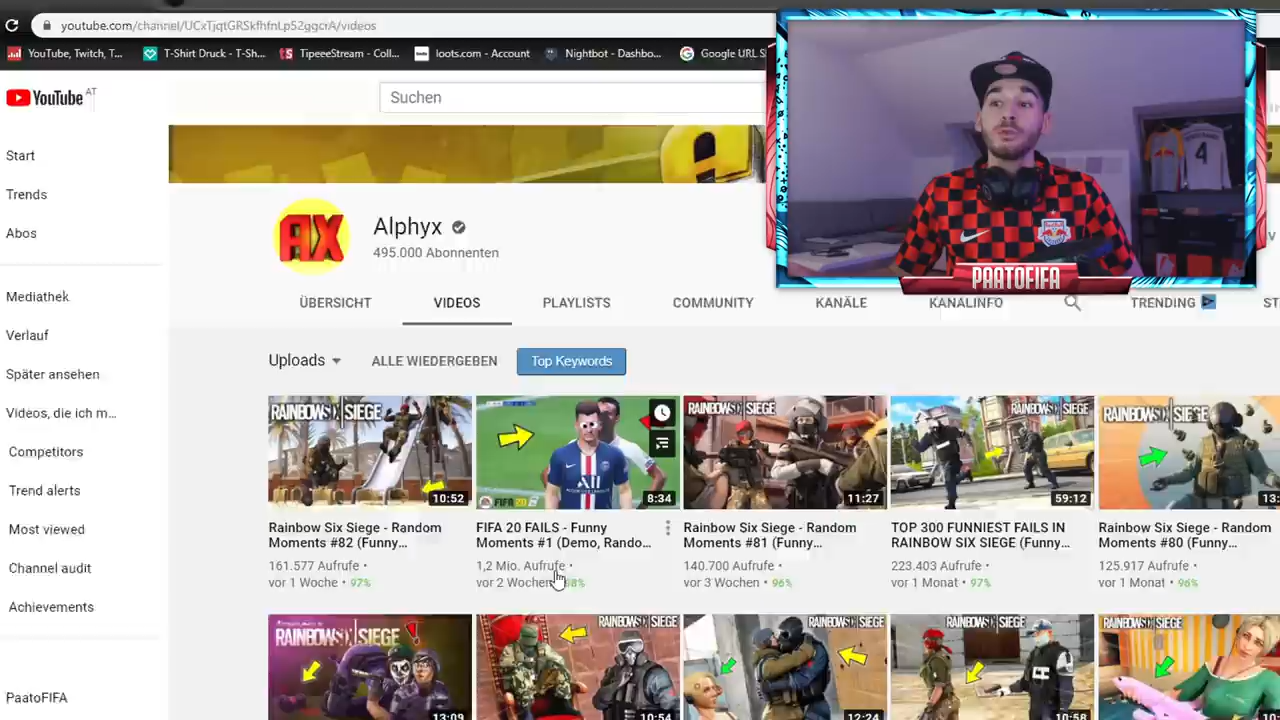 youtube.com/channel/UCxTjqtGRSkfhfnLp52ggcrA/videos
YouTube, Twitch, T...
T-Shirt Druck - T-Sh...
TipeeeStream - Coll...
loots.com - Account
Nightbot - Dashbo...
Google URL S
YouTube AT
Suchen
Start
Trends
Abos
Mediathek
Verlauf
Später ansehen
Videos, die ich m...
Competitors
Trend alerts
Most viewed
Channel audit
Achievements
PaatoFIFA
4
PAATOFIFA
AX
Alphyx
495.000 Abonnenten
ÜBERSICHT
VIDEOS
PLAYLISTS
COMMUNITY
KANÄLE
KANALINFO
TRENDING
ST
Uploads
ALLE WIEDERGEBEN
Top Keywords
RAINBOW SIX SIEGE
10:52
FIFA 20
8:34
RAINBOW SIX SIEGE
11:27
RAINBOW SIX SIEGE
59:12
RAINBOW SIX SIEGE
13:
Rainbow Six Siege - Random
Moments #82 (Funny...
161.577 Aufrufe •
vor 1 Woche • 97%
FIFA 20 FAILS - Funny
Moments #1 (Demo, Rando...
1,2 Mio. Aufrufe •
vor 2 Wochen 98%
Rainbow Six Siege - Random
Moments #81 (Funny...
140.700 Aufrufe •
vor 3 Wochen • 96%
TOP 300 FUNNIEST FAILS IN
RAINBOW SIX SIEGE (Funny...
223.403 Aufrufe •
vor 1 Monat • 97%
Rainbow Six Siege - Random
Moments #80 (Funny...
125.917 Aufrufe •
vor 1 Monat • 96%
RAINBOW SIX SIEGE
13:09
RAINBOW SIX SIEGE
10:54
RAINBOW SIX SIEGE
12:24
RAINBOW SIX SIEGE
10:58
RAINBOW SIX SIEGE